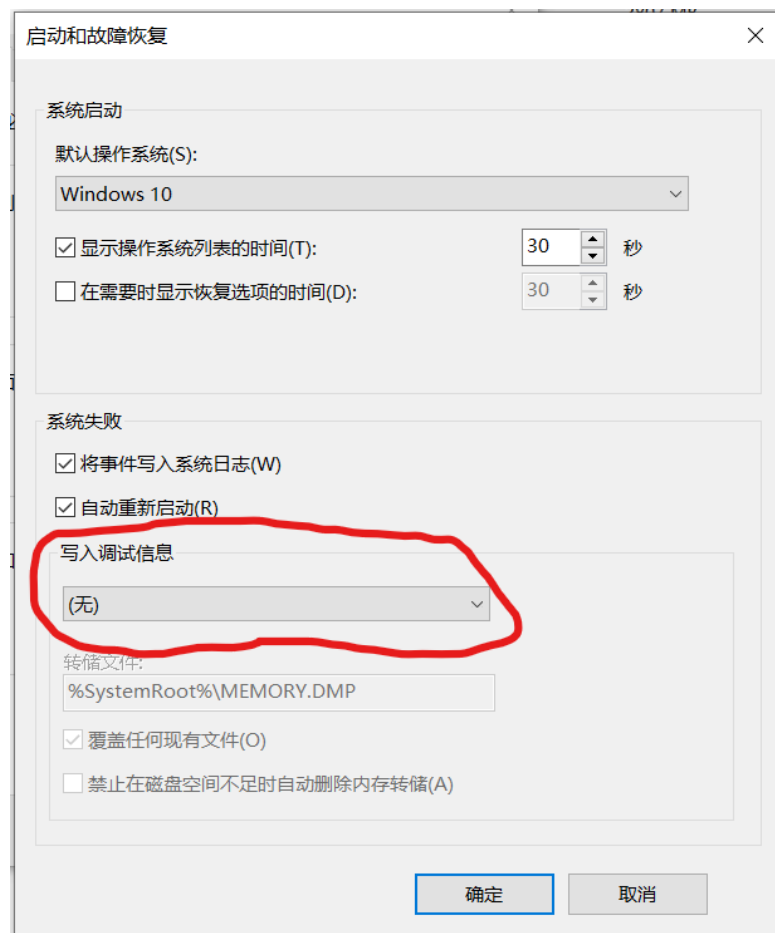 启动和故障恢复
系统启动
默认操作系统(S):
Windows 10
显示操作系统列表的时间(T):
30
秒
在需要时显示恢复选项的时间(D):
30
秒
系统失败
将事件写入系统日志(W)
自动重新启动(R)
写入调试信息
(无)
转储文件:
%SystemRoot%\MEMORY.DMP
覆盖任何现有文件(O)
禁止在磁盘空间不足时自动删除内存转储(A)
确定
取消